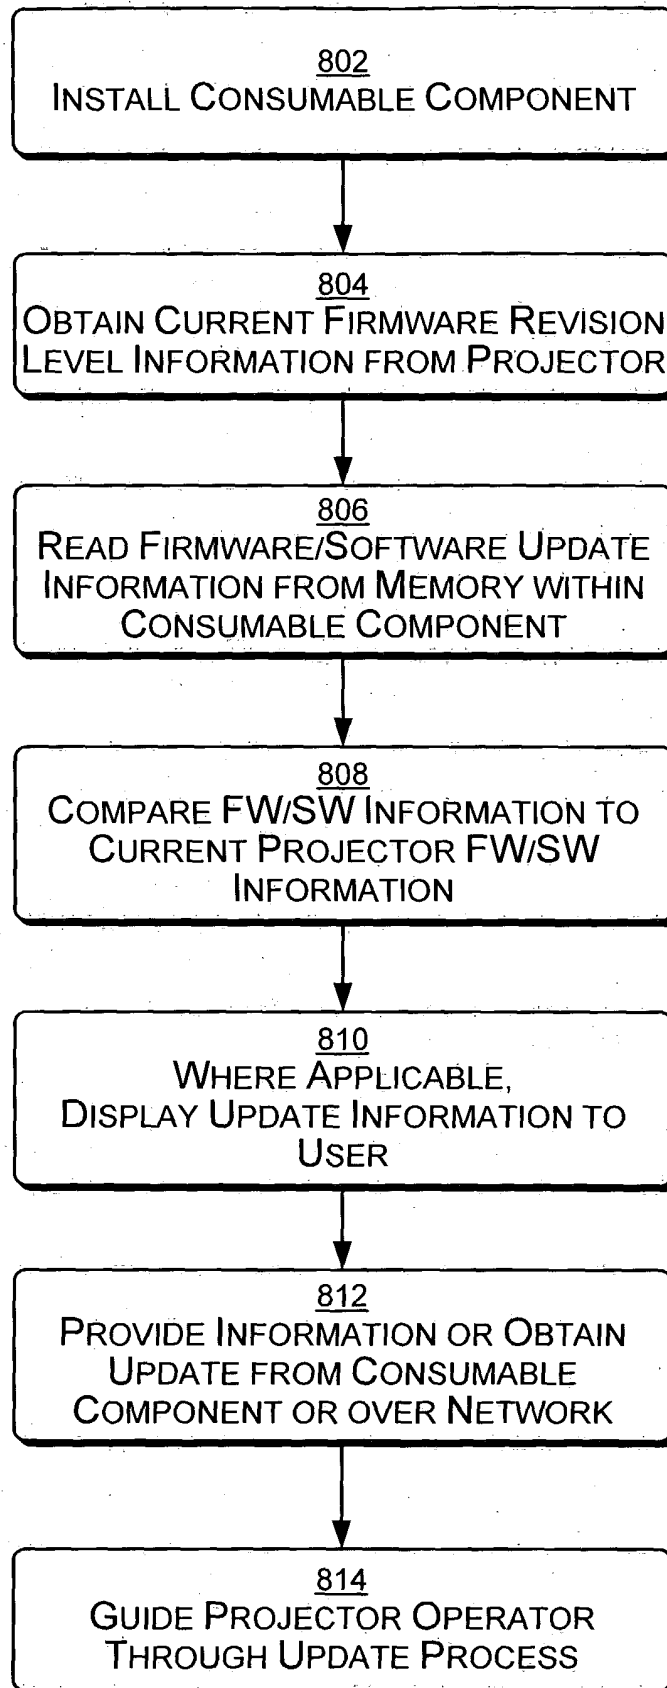 802
INSTALL CONSUMABLE COMPONENT
804
OBTAIN CURRENT FIRMWARE REVISION
LEVEL INFORMATION FROM PROJECTOR
806
READ FIRMWARE/SOFTWARE UPDATE
INFORMATION FROM MEMORY WITHIN
CONSUMABLE COMPONENT
808
COMPARE FW/SW INFORMATION TO
CURRENT PROJECTOR FW/SW
INFORMATION
810
WHERE APPLICABLE,
DISPLAY UPDATE INFORMATION TO
USER
812
PROVIDE INFORMATION OR OBTAIN
UPDATE FROM CONSUMABLE
COMPONENT OR OVER NETWORK
814
GUIDE PROJECTOR OPERATOR
THROUGH UPDATE PROCESS